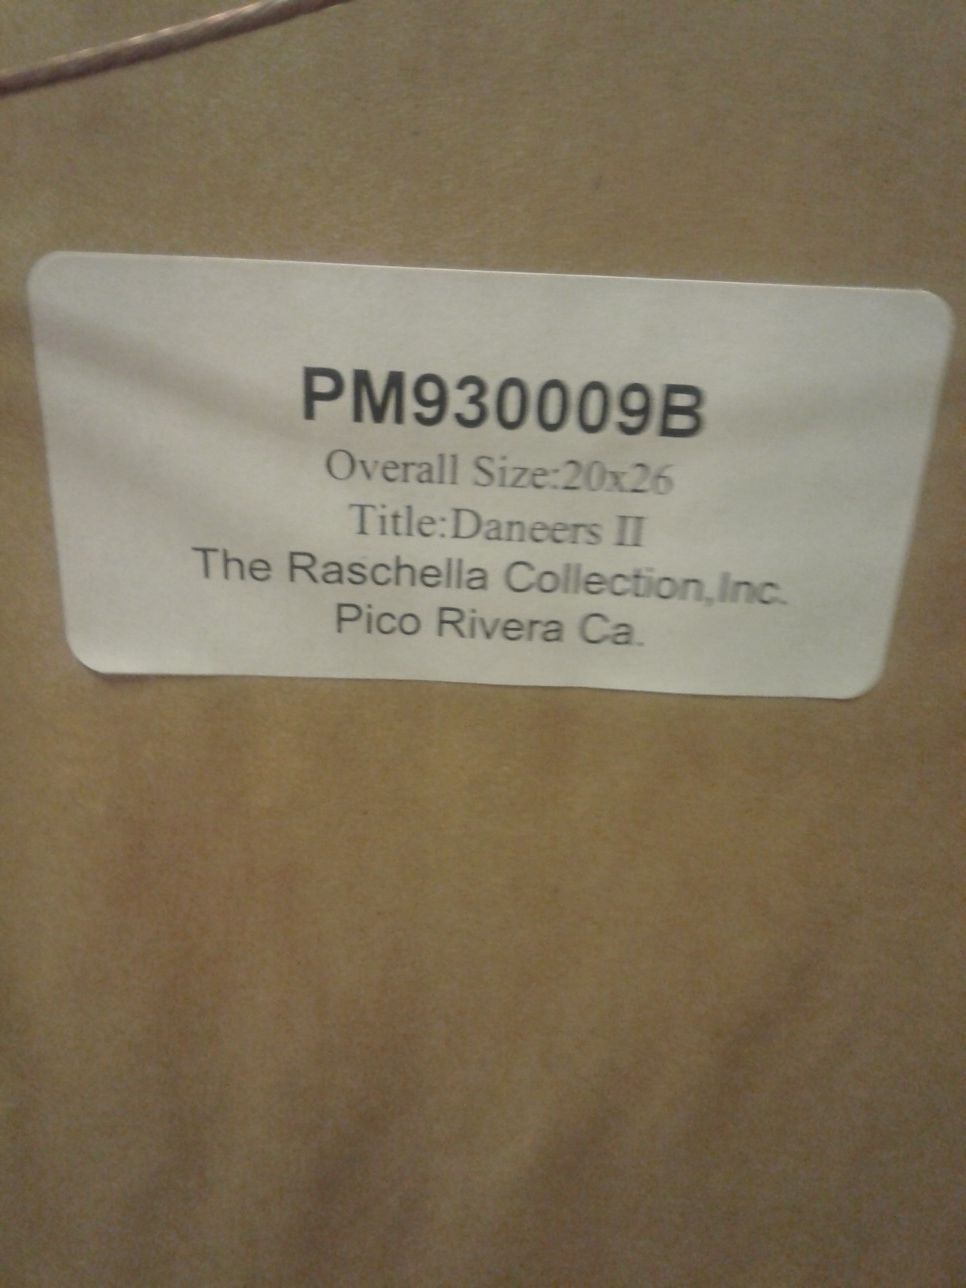 PM930009B
Overall Size:20x26
Title:Daneers II
The Raschella Collection,Inc.
Pico Rivera Ca.